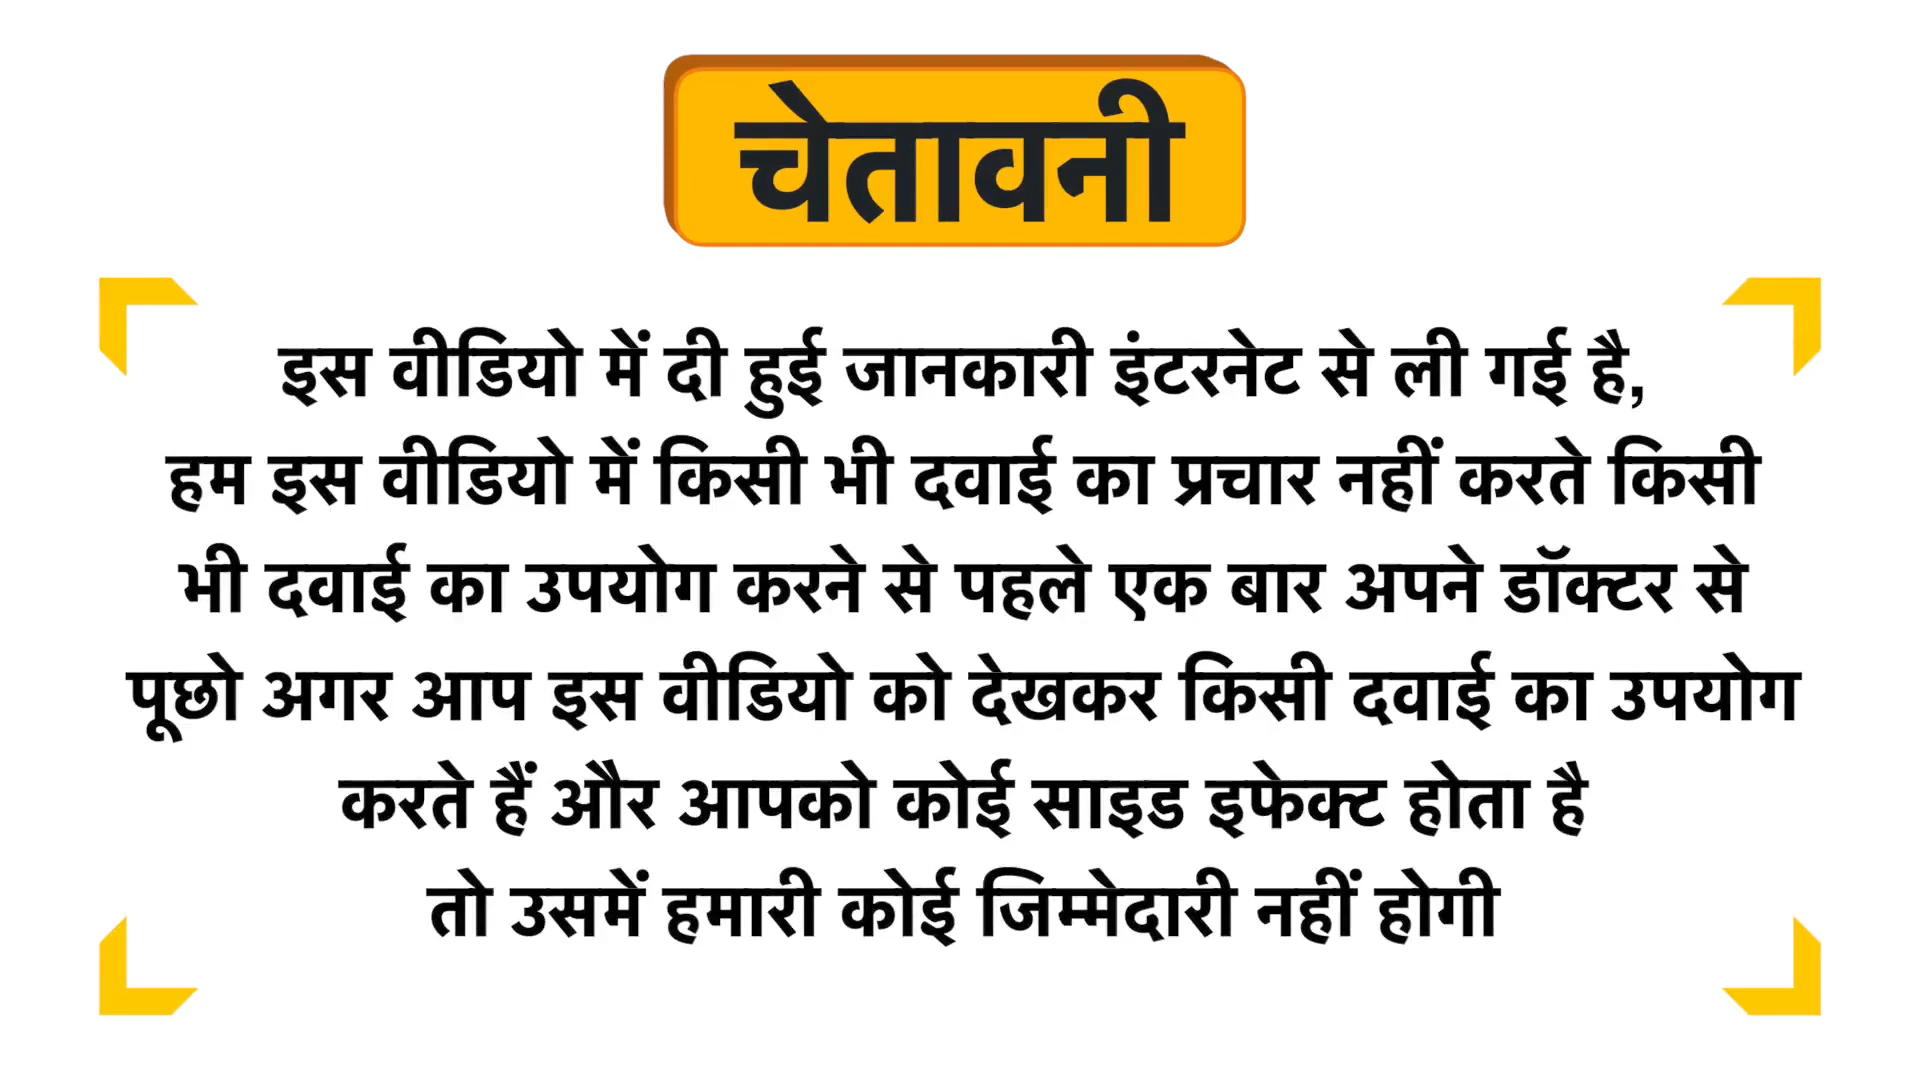 चेतावनी
इस वीडियो में दी हुई जानकारी इंटरनेट से ली गई है,
हम इस वीडियो में किसी भी दवाई का प्रचार नहीं करते किसी
भी दवाई का उपयोग करने से पहले एक बार अपने डॉक्टर से
पूछो अगर आप इस वीडियो को देखकर किसी दवाई का उपयोग
करते हैं और आपको कोई साइड इफेक्ट होता है
तो उसमें हमारी कोई जिम्मेदारी नहीं होगी